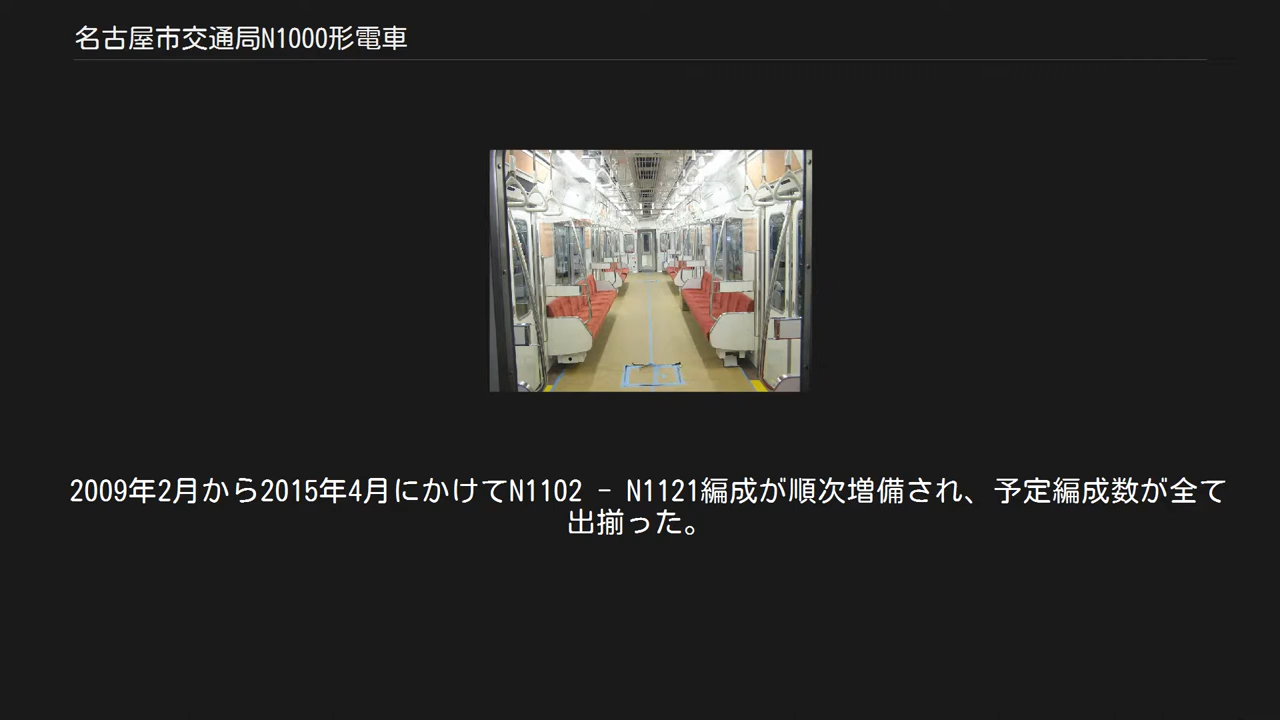 名古屋市交通局N1000形電車
2009年2月から2015年4月にかけてN1102 - N1121編成が順次増備され、予定編成数が全て
出揃った。